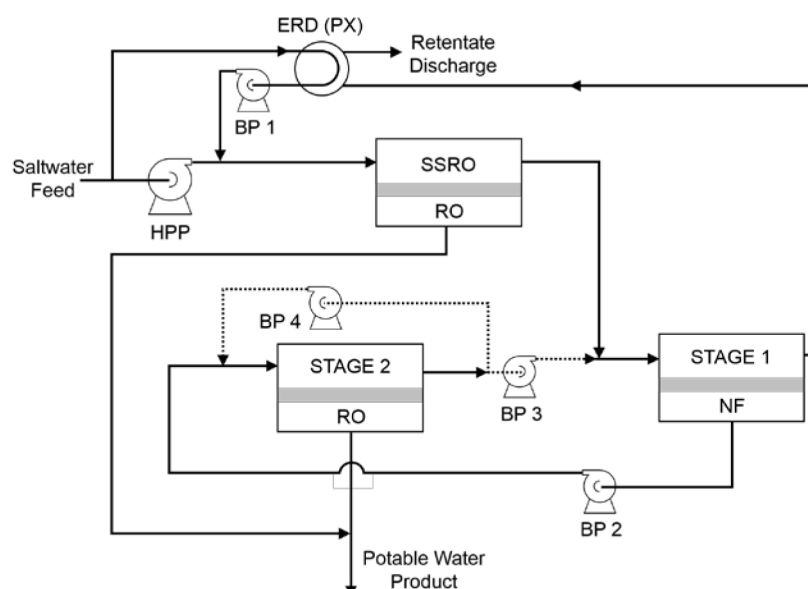 ERD (PX)
Retentate
Discharge
BP 1
Saltwater
Feed
HPP
SSRO
RO
BP 4
STAGE 2
RO
BP 3
STAGE 1
NF
BP 2
Potable Water
Product